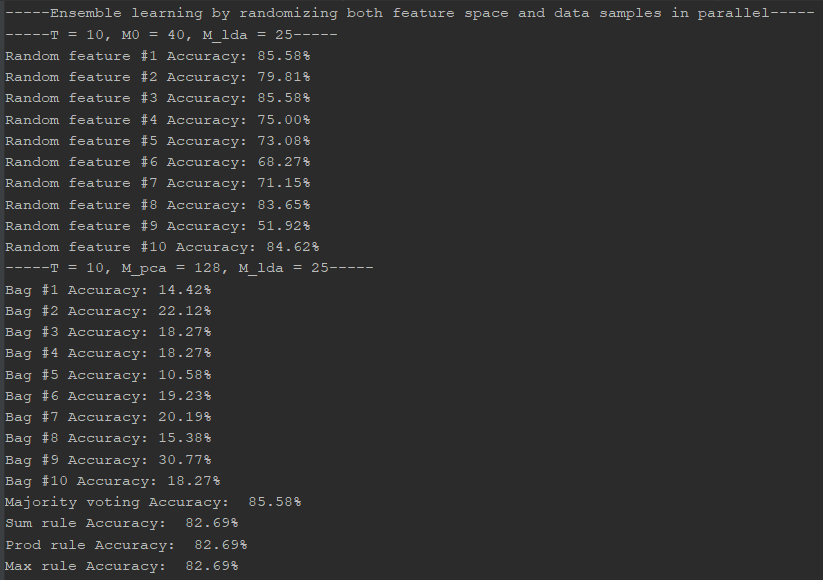 -----Ensemble learning by randomizing both feature space and data samples in parallel-----
-----T = 10, M0 = 40, M_lda = 25-----
Random feature #1 Accuracy: 85.58%
Random feature #2 Accuracy: 79.81%
Random feature #3 Accuracy: 85.58%
Random feature #4 Accuracy: 75.00%
Random feature #5 Accuracy: 73.08%
Random feature #6 Accuracy: 68.27%
Random feature #7 Accuracy: 71.15%
Random feature #8 Accuracy: 83.65%
Random feature #9 Accuracy: 51.92%
Random feature #10 Accuracy: 84.62%
-----T = 10, M_pca = 128, M_lda = 25-----
Bag #1 Accuracy: 14.42%
Bag #2 Accuracy: 22.12%
Bag #3 Accuracy: 18.27%
Bag #4 Accuracy: 18.27%
Bag #5 Accuracy: 10.58%
Bag #6 Accuracy: 19.23%
Bag #7 Accuracy: 20.19%
Bag #8 Accuracy: 15.38%
Bag #9 Accuracy: 30.77%
Bag #10 Accuracy: 18.27%
Majority voting Accuracy:  85.58%
Sum rule Accuracy:  82.69%
Prod rule Accuracy:  82.69%
Max rule Accuracy:  82.69%